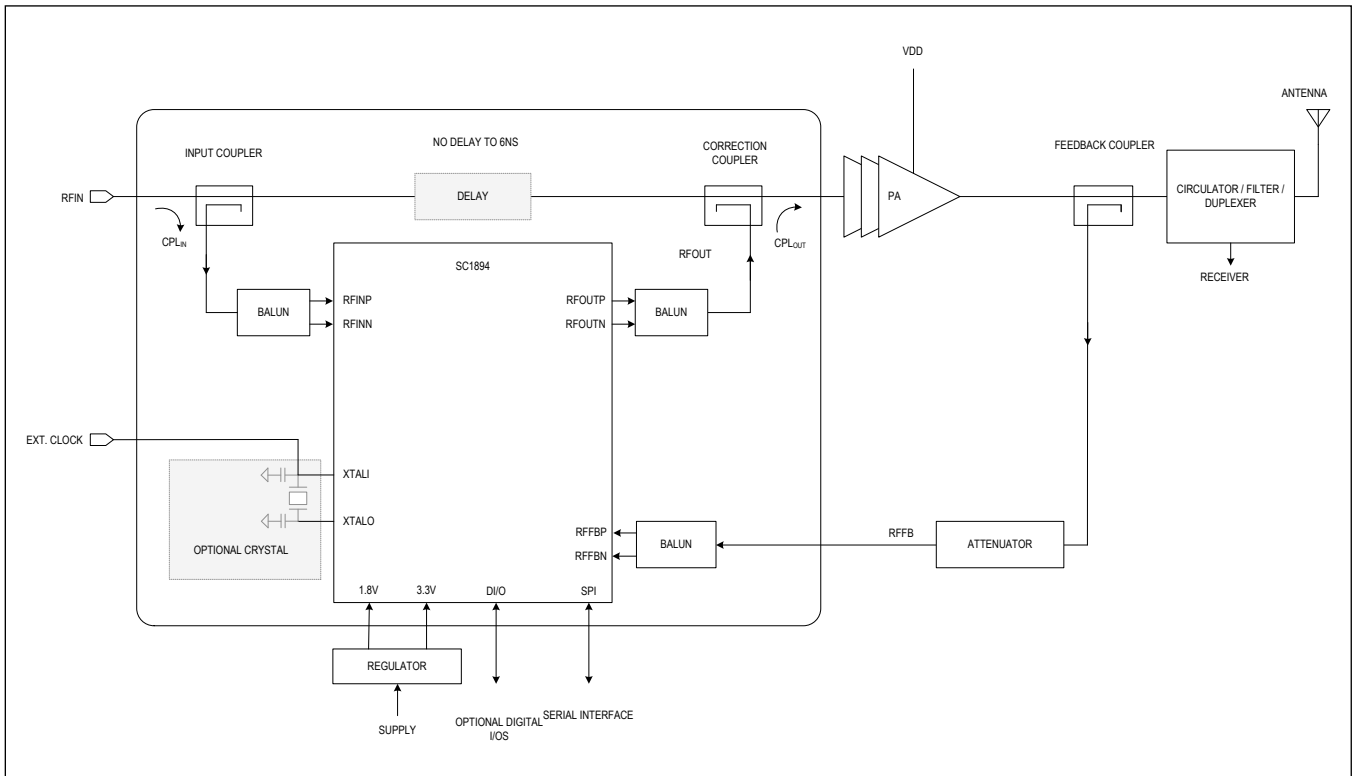 VDD
ANTENNA
NO DELAY TO 6NS
INPUT COUPLER
CORRECTION
COUPLER
FEEDBACK COUPLER
RFIN
DELAY
PA
CIRCULATOR / FILTER /
DUPLEXER
CPLIN
CPLOUT
RFOUT
SC1894
RECEIVER
BALUN
RFINP
RFINN
RFOUTP
RFOUTN
BALUN
EXT. CLOCK
XTALI
XTALO
OPTIONAL CRYSTAL
RFFBP
RFFBN
BALUN
RFFB
ATTENUATOR
1.8V
3.3V
DI/O
SPI
REGULATOR
SUPPLY
OPTIONAL DIGITAL
I/OS
SERIAL INTERFACE